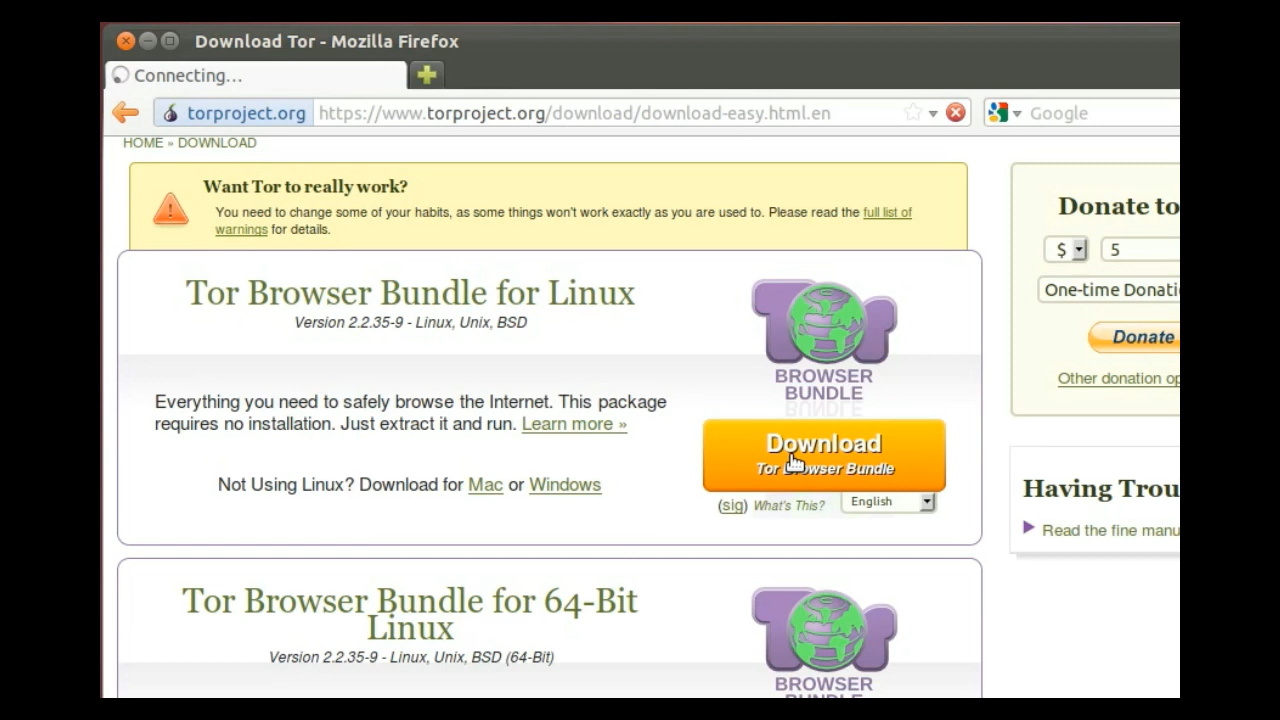 Download Tor - Mozilla Firefox
Connecting...
torproject.org https://www.torproject.org/download/download-easy.html.en Google
HOME » DOWNLOAD
Want Tor to really work?
You need to change some of your habits, as some things won't work exactly as you are used to. Please read the full list of
warnings for details.
Tor Browser Bundle for Linux
Version 2.2.35-9 - Linux, Unix, BSD
Everything you need to safely browse the Internet. This package
requires no installation. Just extract it and run. Learn more »
Not Using Linux? Download for Mac or Windows
Tor
BROWSER
BUNDLE
Download
Tor Browser Bundle
(sig) What's This? English
Tor Browser Bundle for 64-Bit
Linux
Version 2.2.35-9 - Linux, Unix, BSD (64-Bit)
Tor
BROWSER
BUNDLE
Donate to
$ 5
One-time Donati
Donate
Other donation op
Having Trou
Read the fine manu